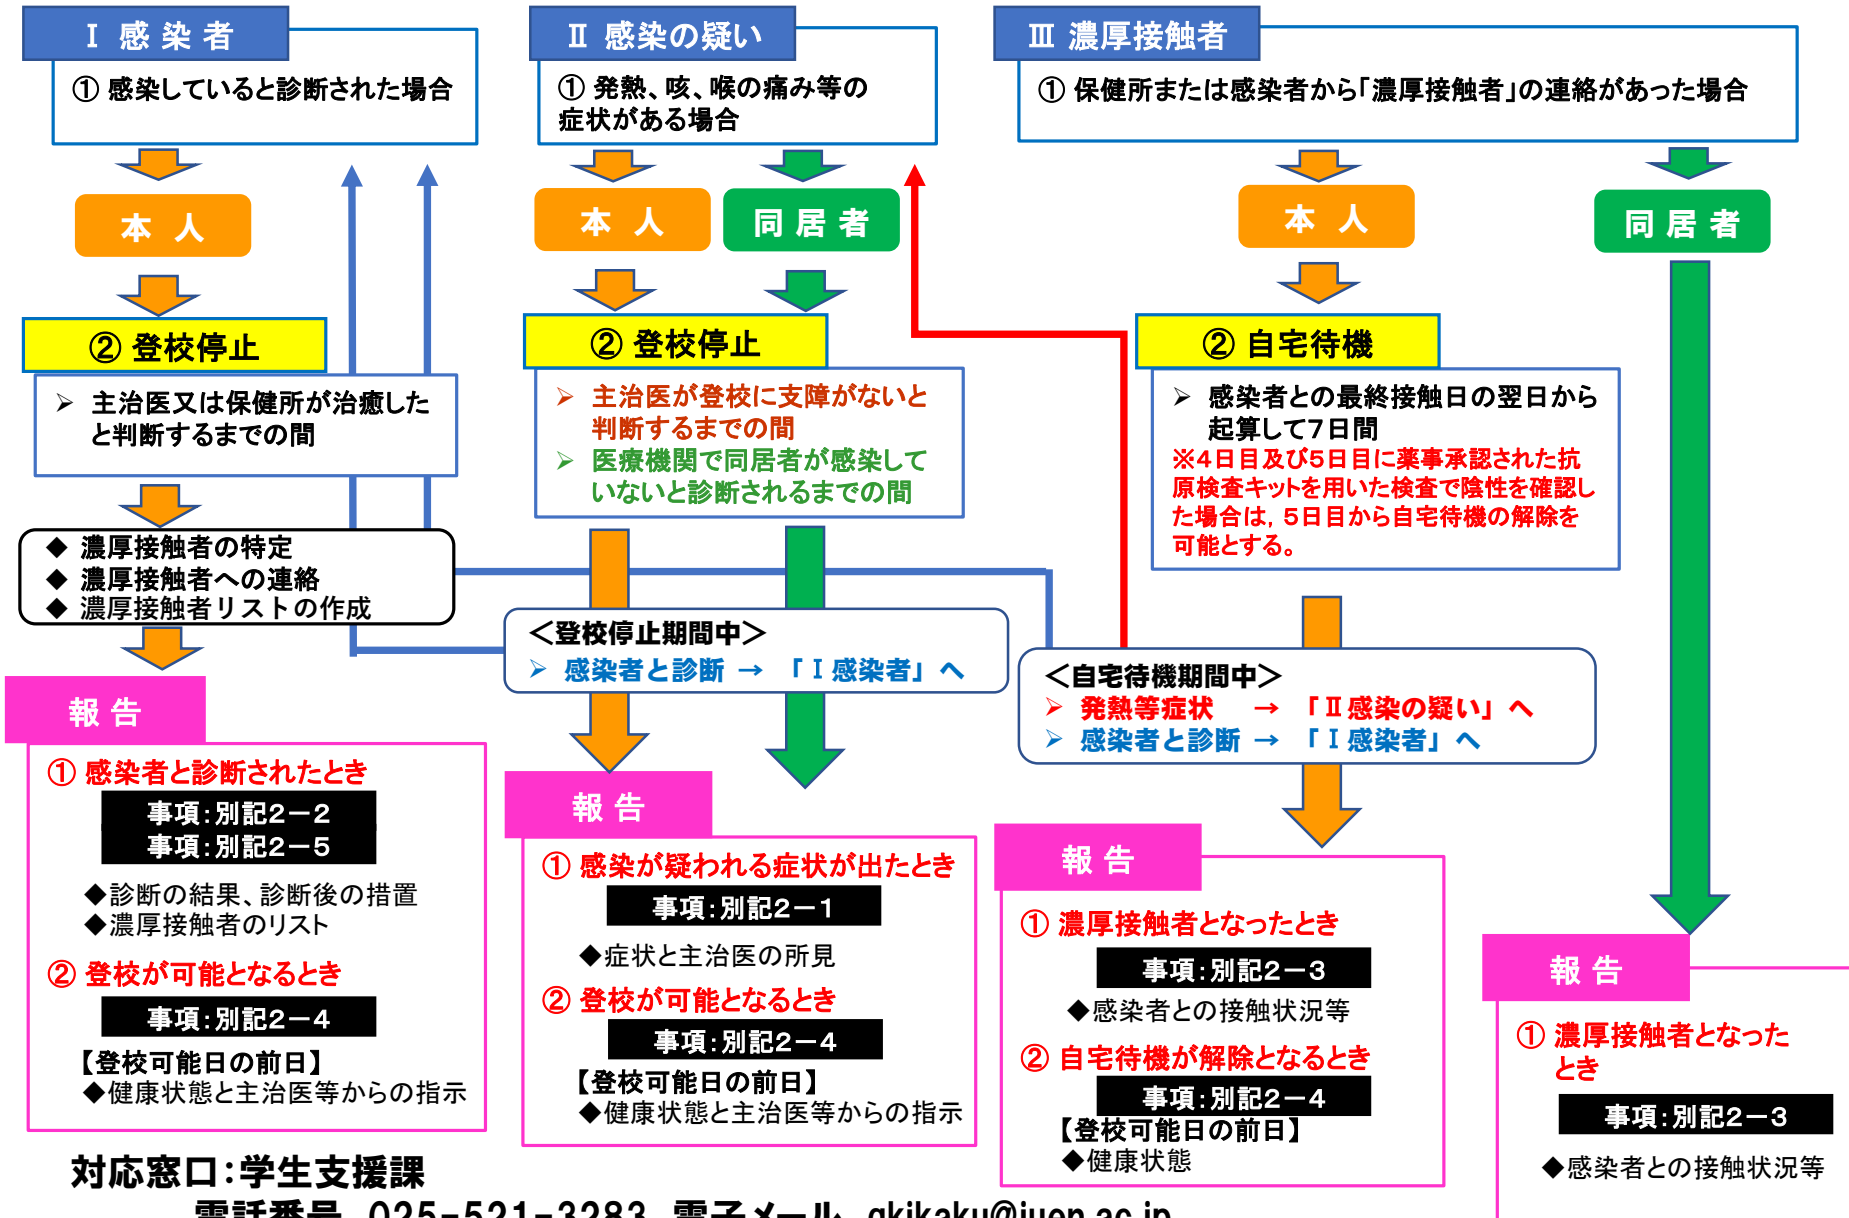 Ⅰ 感 染 者
① 感染していると診断された場合
本 人
② 登校停止
➢ 主治医又は保健所が治癒した
と判断するまでの間
◆ 濃厚接触者の特定
◆ 濃厚接触者への連絡
◆ 濃厚接触者リストの作成
報 告
① 感染者と診断されたとき
事項：別記２－２
事項：別記２－５
◆診断の結果、診断後の措置
◆濃厚接触者のリスト
② 登校が可能となるとき
事項：別記２－４
【登校可能日の前日】
◆健康状態と主治医等からの指示
Ⅱ 感染の疑い
① 発熱、咳、喉の痛み等の
症状がある場合
本 人
同 居 者
② 登校停止
➢ 主治医が登校に支障がないと
判断するまでの間
➢ 医療機関で同居者が感染して
いないと診断されるまでの間
＜登校停止期間中＞
➢ 感染者と診断 → 「Ⅰ感染者」 へ
報 告
① 感染が疑われる症状が出たとき
事項：別記２－１
◆症状と主治医の所見
② 登校が可能となるとき
事項：別記２－４
【登校可能日の前日】
◆健康状態と主治医等からの指示
Ⅲ 濃厚接触者
① 保健所または感染者から「濃厚接触者」の連絡があった場合
本 人
② 自宅待機
➢ 感染者との最終接触日の翌日から
起算して７日間
※４日目及び５日目に薬事承認された抗
原検査キットを用いた検査で陰性を確認し
た場合は，５日目から自宅待機の解除を
可能とする。
＜自宅待機期間中＞
➢ 発熱等症状 → 「Ⅱ感染の疑い」 へ
➢ 感染者と診断 → 「Ⅰ感染者」 へ
報 告
① 濃厚接触者となったとき
事項：別記２－３
◆感染者との接触状況等
② 自宅待機が解除となるとき
事項：別記２－４
【登校可能日の前日】
◆健康状態
同 居 者
報 告
① 濃厚接触者となった
とき
事項：別記２－３
◆感染者との接触状況等
対応窓口：学生支援課
電話番号 025-521-3283 電子メール gkikaku@juen.ac.jp